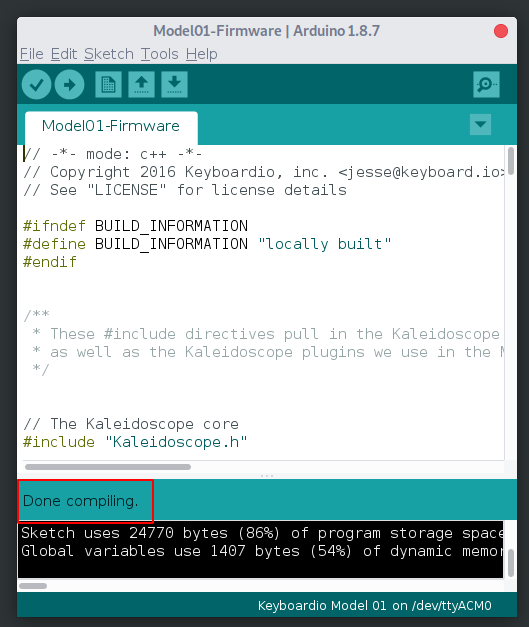 Model01-Firmware | Arduino 1.8.7
File Edit Sketch Tools Help
Model01-Firmware
// -*- mode: c++ -*-
// Copyright 2016 Keyboardio, inc. <jesse@keyboard.io>
// See "LICENSE" for license details
#ifndef BUILD_INFORMATION
#define BUILD_INFORMATION "locally built"
#endif
/**
* These #include directives pull in the Kaleidoscope
* as well as the Kaleidoscope plugins we use in the
*/
// The Kaleidoscope core
#include "Kaleidoscope.h"
Done compiling.
Sketch uses 24770 bytes (86%) of program storage space
Global variables use 1407 bytes (54%) of dynamic memor
Keyboardio Model 01 on /dev/ttyACM0